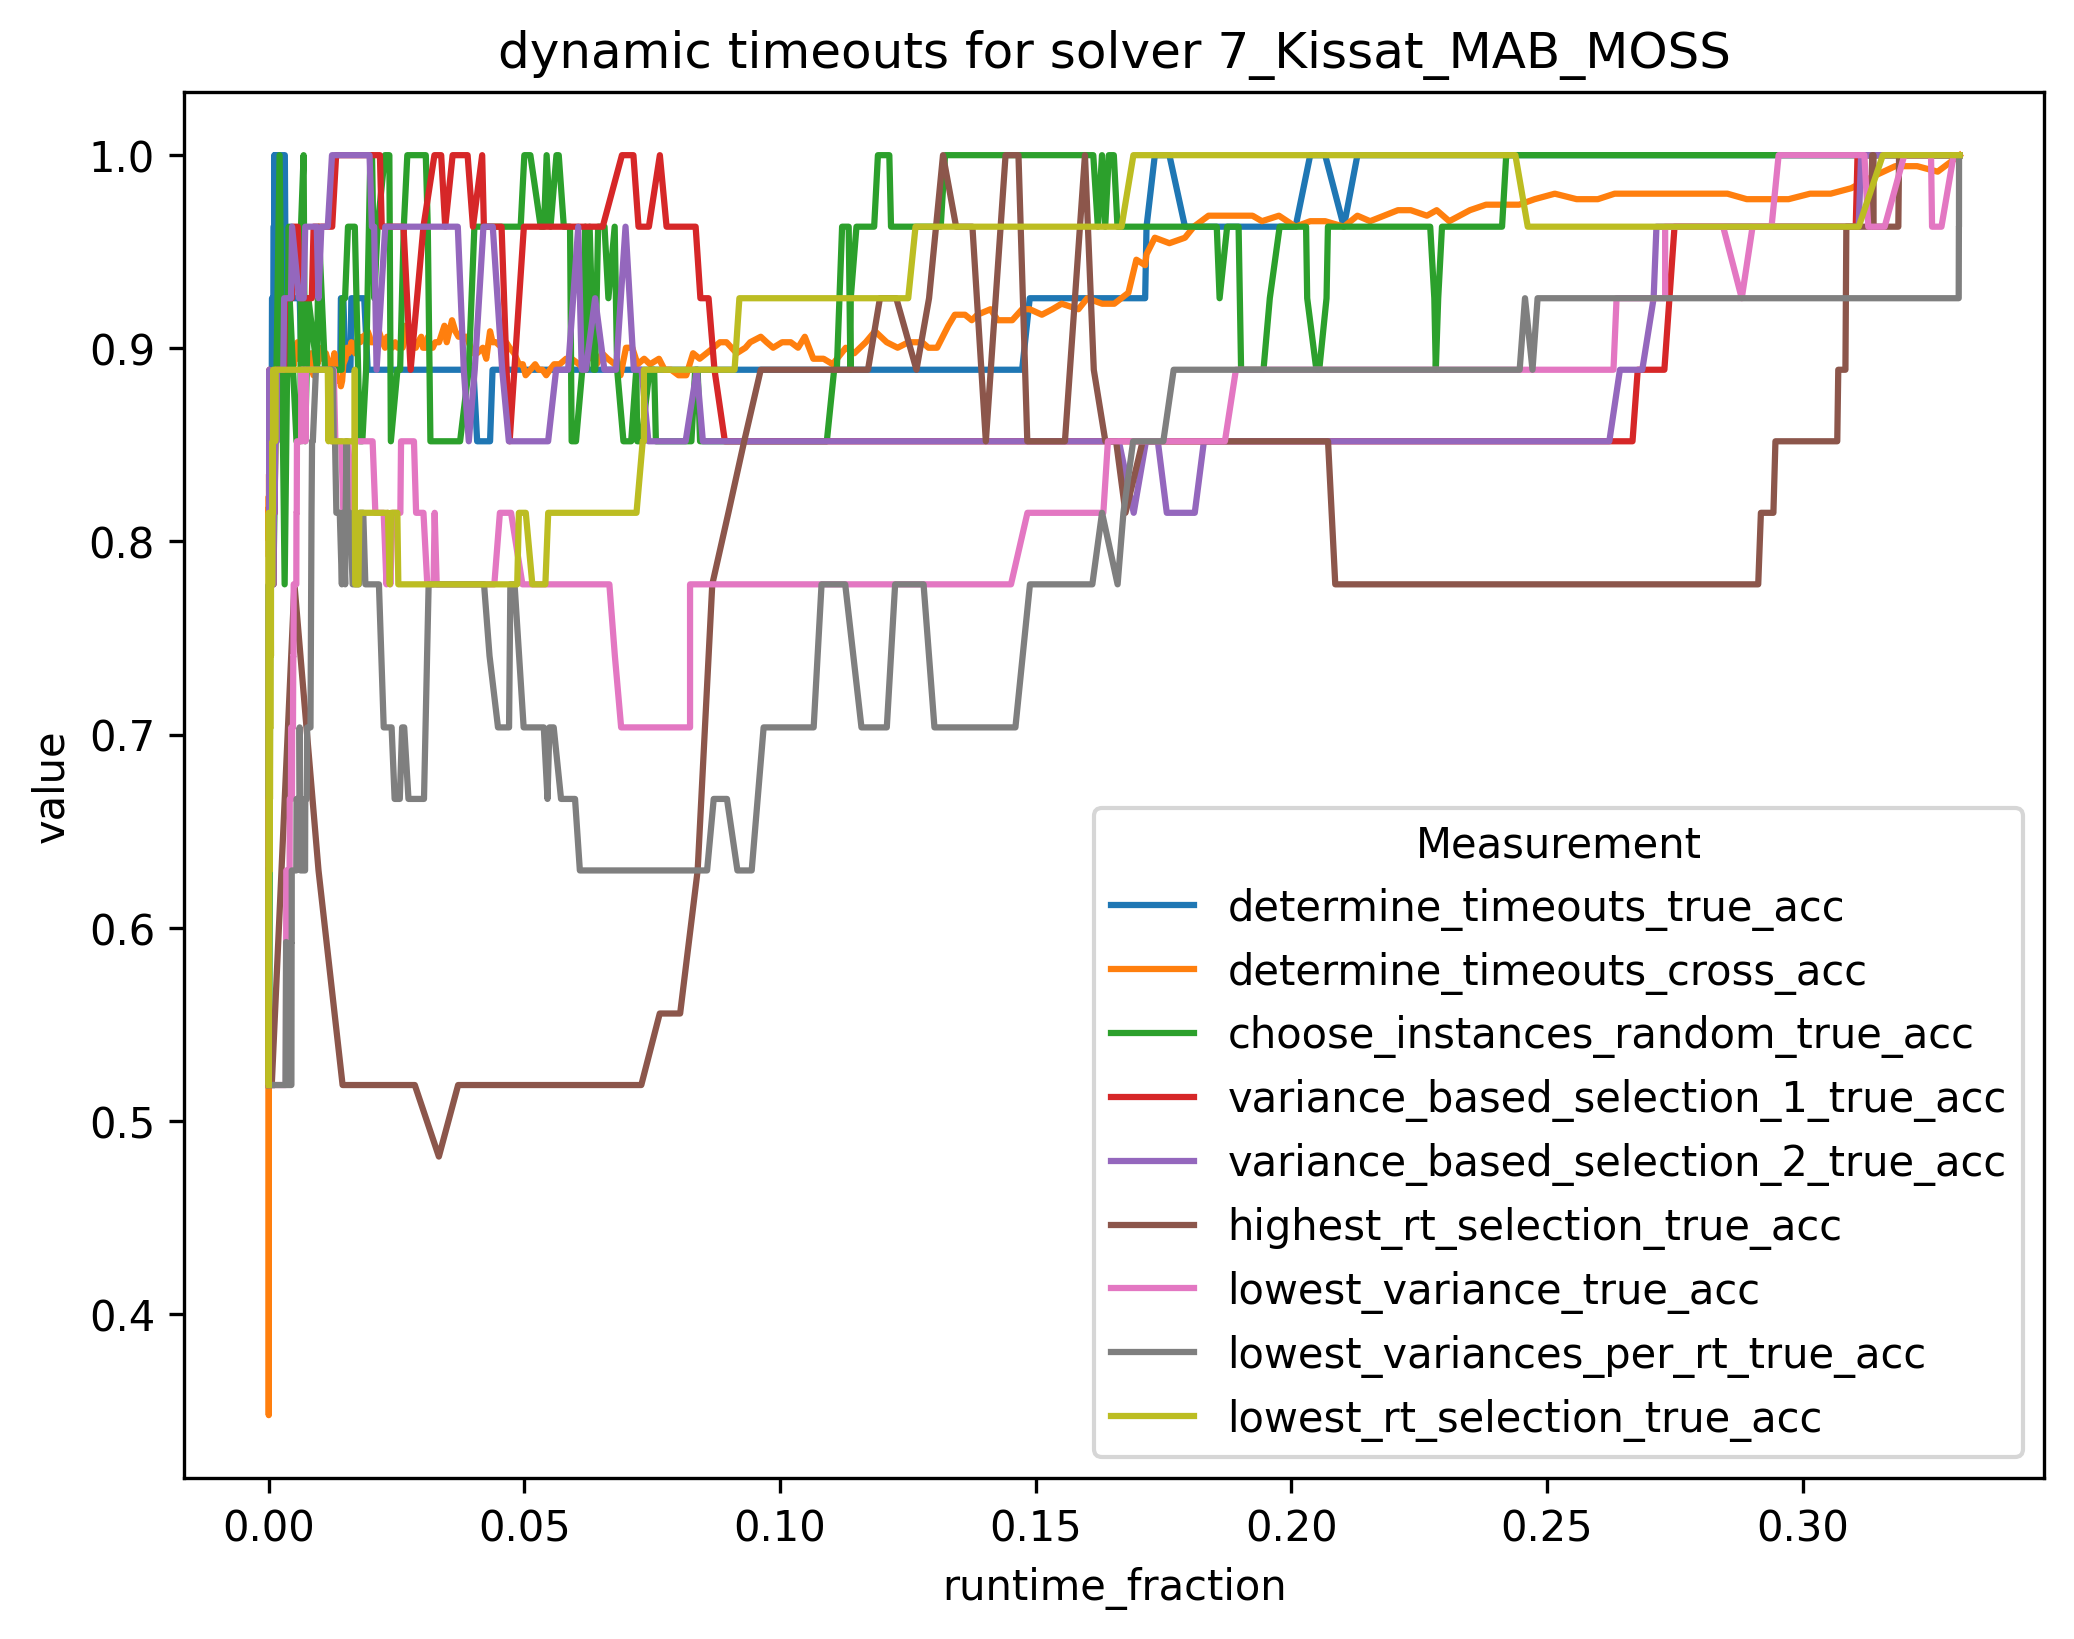 dynamic timeouts for solver 7_Kissat_MAB_MOSS
1.0
0.9
0.8
0.7
0.6
0.5
0.4
value
0.00 0.05 0.10 0.15 0.20 0.25 0.30
runtime_fraction
Measurement
determine_timeouts_true_acc
determine_timeouts_cross_acc
choose_instances_random_true_acc
variance_based_selection_1_true_acc
variance_based_selection_2_true_acc
highest_rt_selection_true_acc
lowest_variance_true_acc
lowest_variances_per_rt_true_acc
lowest_rt_selection_true_acc